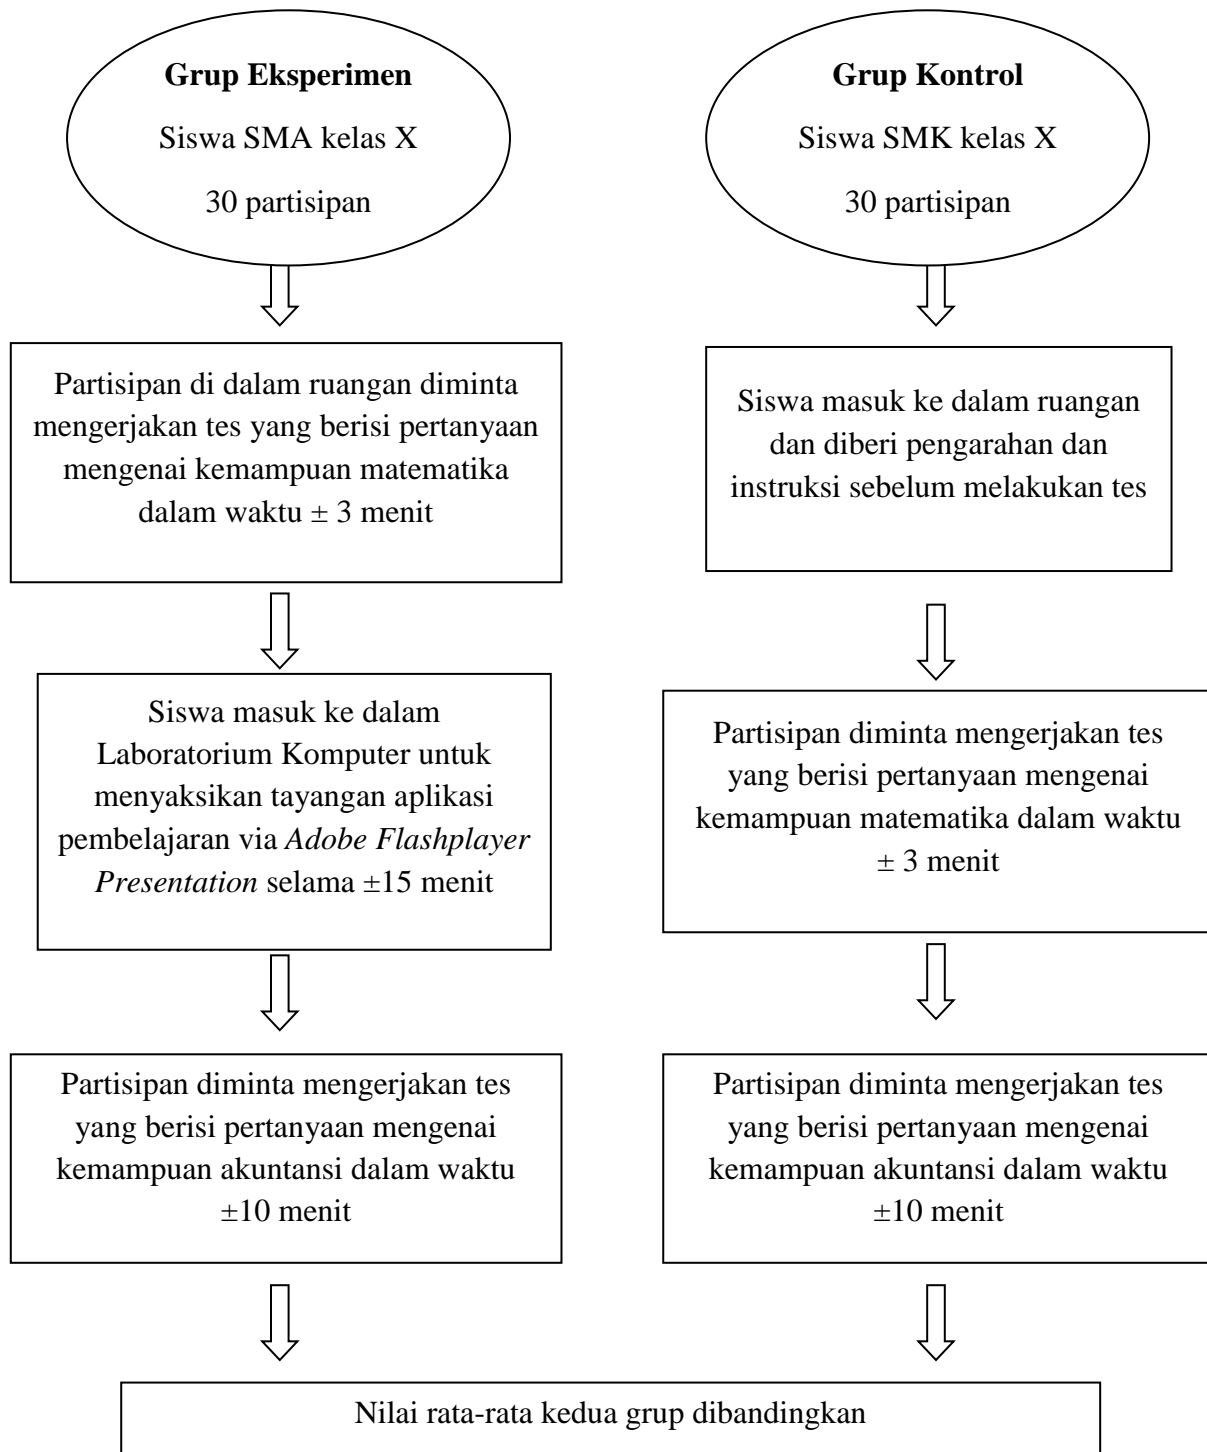 Grup Eksperimen
Siswa SMA kelas X
30 partisipan
Partisipan di dalam ruangan diminta
mengerjakan tes yang berisi pertanyaan
mengenai kemampuan matematika
dalam waktu ± 3 menit
Siswa masuk ke dalam
Laboratorium Komputer untuk
menyaksikan tayangan aplikasi
pembelajaran via Adobe Flashplayer
Presentation selama ±15 menit
Partisipan diminta mengerjakan tes
yang berisi pertanyaan mengenai
kemampuan akuntansi dalam waktu
±10 menit
Grup Kontrol
Siswa SMK kelas X
30 partisipan
Siswa masuk ke dalam ruangan
dan diberi pengarahan dan
instruksi sebelum melakukan tes
Partisipan diminta mengerjakan tes
yang berisi pertanyaan mengenai
kemampuan matematika dalam waktu
± 3 menit
Partisipan diminta mengerjakan tes
yang berisi pertanyaan mengenai
kemampuan akuntansi dalam waktu
±10 menit
Nilai rata-rata kedua grup dibandingkan